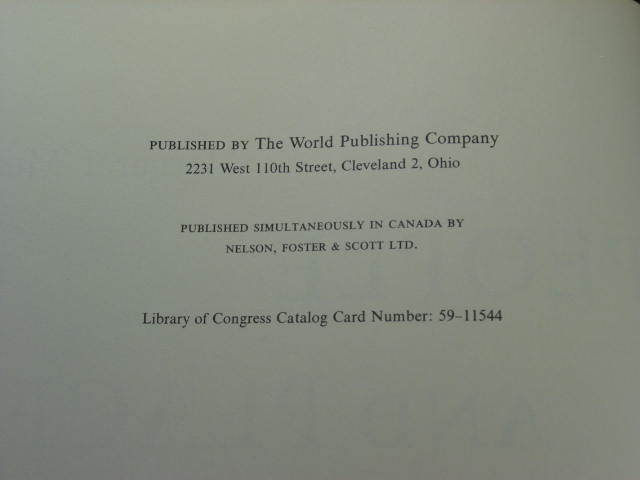 PUBLISHED BY The World Publishing Company
2231 West 110th Street, Cleveland 2, Ohio
PUBLISHED SIMULTANEOUSLY IN CANADA BY
NELSON, FOSTER & SCOTT LTD.
Library of Congress Catalog Card Number: 59–11544